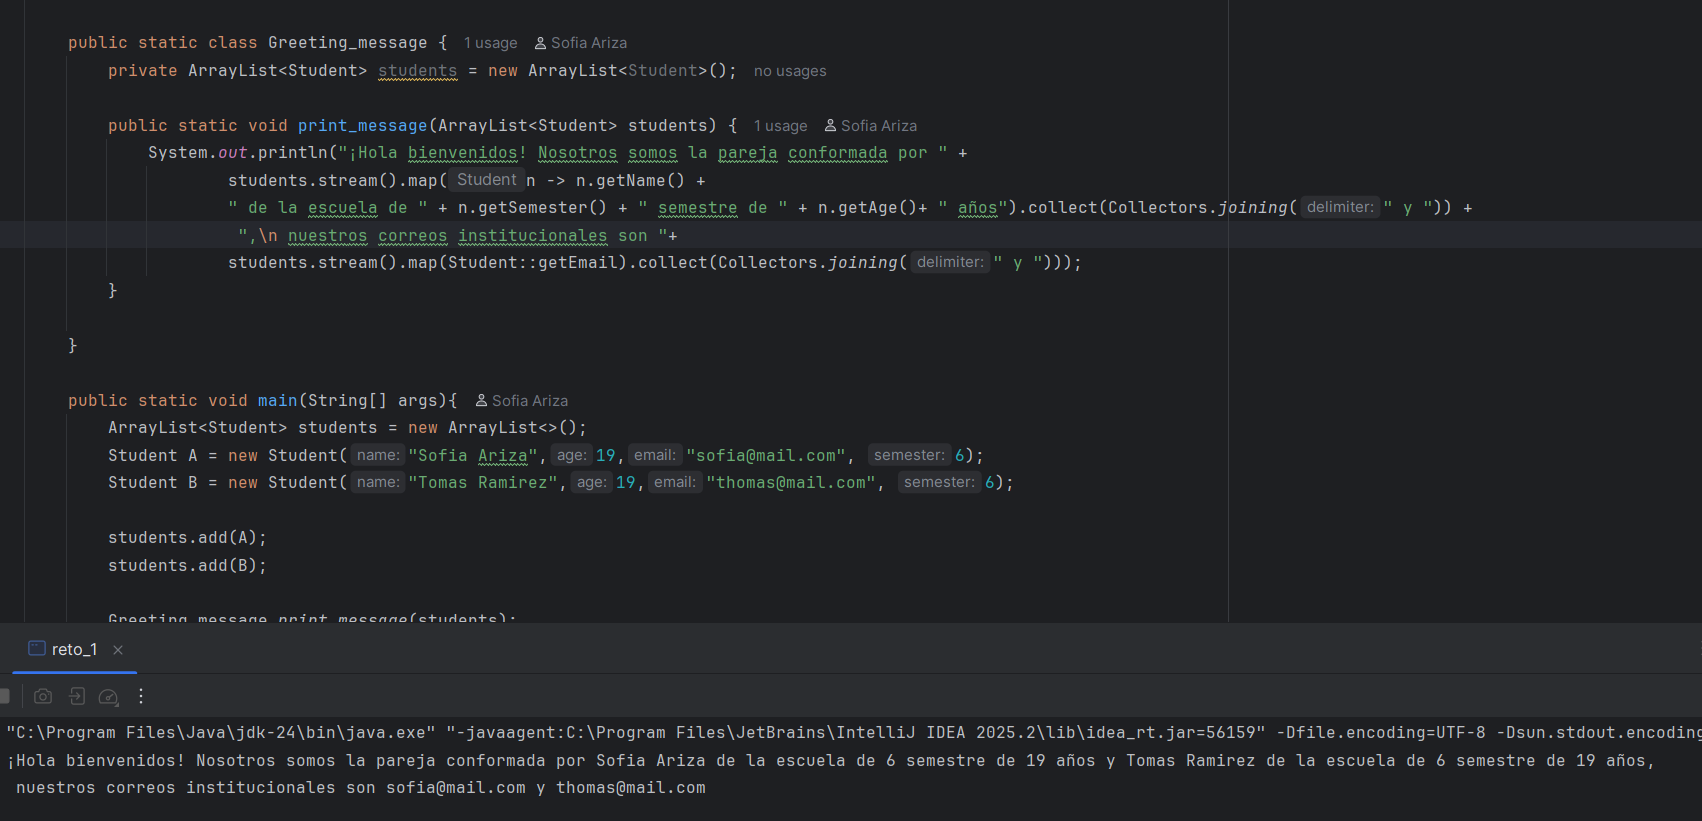 public static class Greeting_message { 1 usage Sofia Ariza
private ArrayList<Student> students = new ArrayList<Student>(); no usages
public static void print_message(ArrayList<Student> students) { 1 usage Sofia Ariza
System.out.println("¡Hola bienvenidos! Nosotros somos la pareja conformada por " +
students.stream().map( Student n -> n.getName() +
" de la escuela de " + n.getSemester() + " semestre de " + n.getAge()+ " años").collect(Collectors.joining( delimiter: " y ")) +
",\n nuestros correos institucionales son "+
students.stream().map(Student::getEmail).collect(Collectors.joining( delimiter: " y ")));
}
}
public static void main(String[] args){ Sofia Ariza
ArrayList<Student> students = new ArrayList<>();
Student A = new Student( name: "Sofia Ariza", age: 19, email: "sofia@mail.com", semester: 6);
Student B = new Student( name: "Tomas Ramirez", age: 19, email: "thomas@mail.com", semester: 6);
students.add(A);
students.add(B);
Greeting_message.print_message(students);
reto_1
"C:\Program Files\Java\jdk-24\bin\java.exe" "-javaagent:C:\Program Files\JetBrains\IntelliJ IDEA 2025.2\lib\idea_rt.jar=56159" -Dfile.encoding=UTF-8 -Dsun.stdout.encoding
¡Hola bienvenidos! Nosotros somos la pareja conformada por Sofia Ariza de la escuela de 6 semestre de 19 años y Tomas Ramirez de la escuela de 6 semestre de 19 años,
nuestros correos institucionales son sofia@mail.com y thomas@mail.com